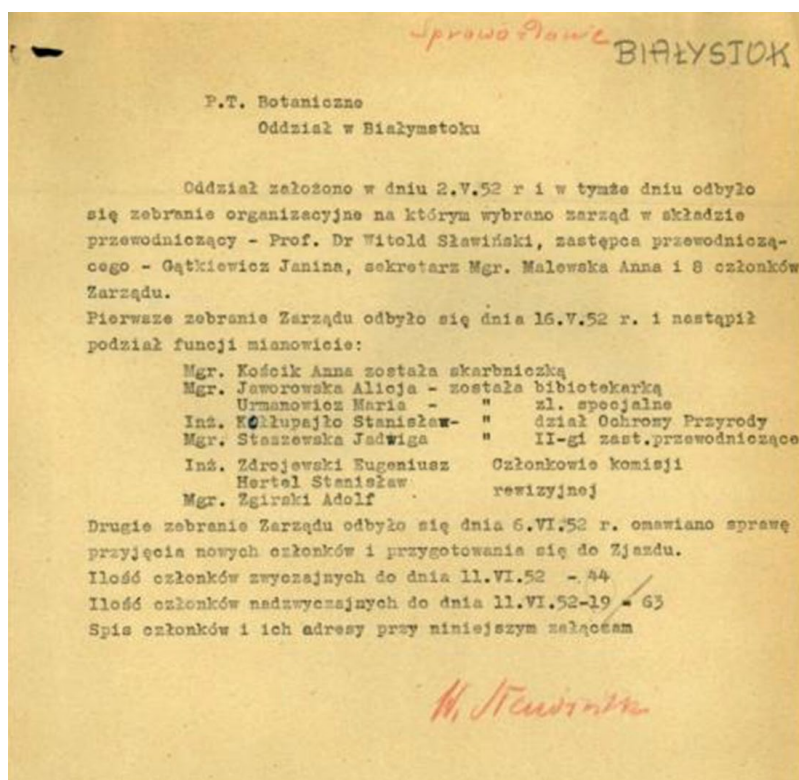 Sprawozdanie
BIAŁYSTOK
P.T. Botaniczne
Oddział w Białymstoku
Oddział założono w dniu 2.V.52 r i w tymże dniu odbyło
się zebranie organizacyjne na którym wybrano zarząd w składzie
przewodniczący - Prof. Dr Witold Sławiński, zastępca przewodniczą-
cego - Gątkiewicz Janina, sekretarz Mgr. Malewska Anna i 8 członków
Zarządu.
Pierwsze zebranie Zarządu odbyło się dnia 16.V.52 r. i nastąpił
podział funcji mianowicie:
Mgr. Kościk Anna została skarbniczką
Mgr. Jaworowska Alicja - została bibiotekarką
Urmanowicz Maria - " zl. specjalne
Inż. Kołłupajło Stanisław- " dział Ochrony Przyrody
Mgr. Staszewska Jadwiga " II-gi zast.przewodniczące
Inż. Zdrojewski Eugeniusz Członkowie komisji
Hertel Stanisław
rewizyjnej
Mgr. Zgirski Adolf
Drugie zebranie Zarządu odbyło się dnia 6.VI.52 r. omawiano sprawę
przyjęcia nowych członków i przygotowania się do Zjazdu.
Ilość członków zwyczajnych do dnia 11.VI.52 - 44
Ilość członków nadzwyczajnych do dnia 11.VI.52-19 = 63
Spis członków i ich adresy przy niniejszym załączam
W. Sławiński